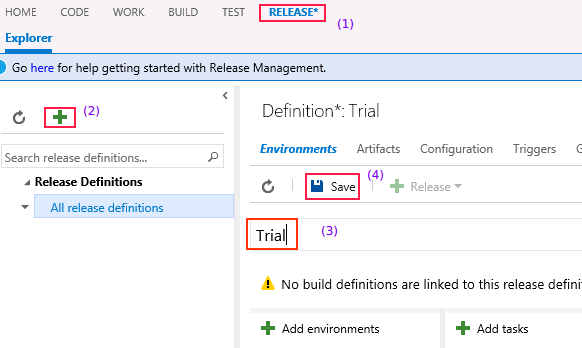 HOME CODE WORK BUILD TEST RELEASE*
(1)
Explorer
Go here for help getting started with Release Management.
(2)
Definition*: Trial
Environments Artifacts Configuration Triggers G
Search release definitions...
Release Definitions
Save (4) Release
All release definitions
Trial (3)
No build definitions are linked to this release defini
Add environments Add tasks